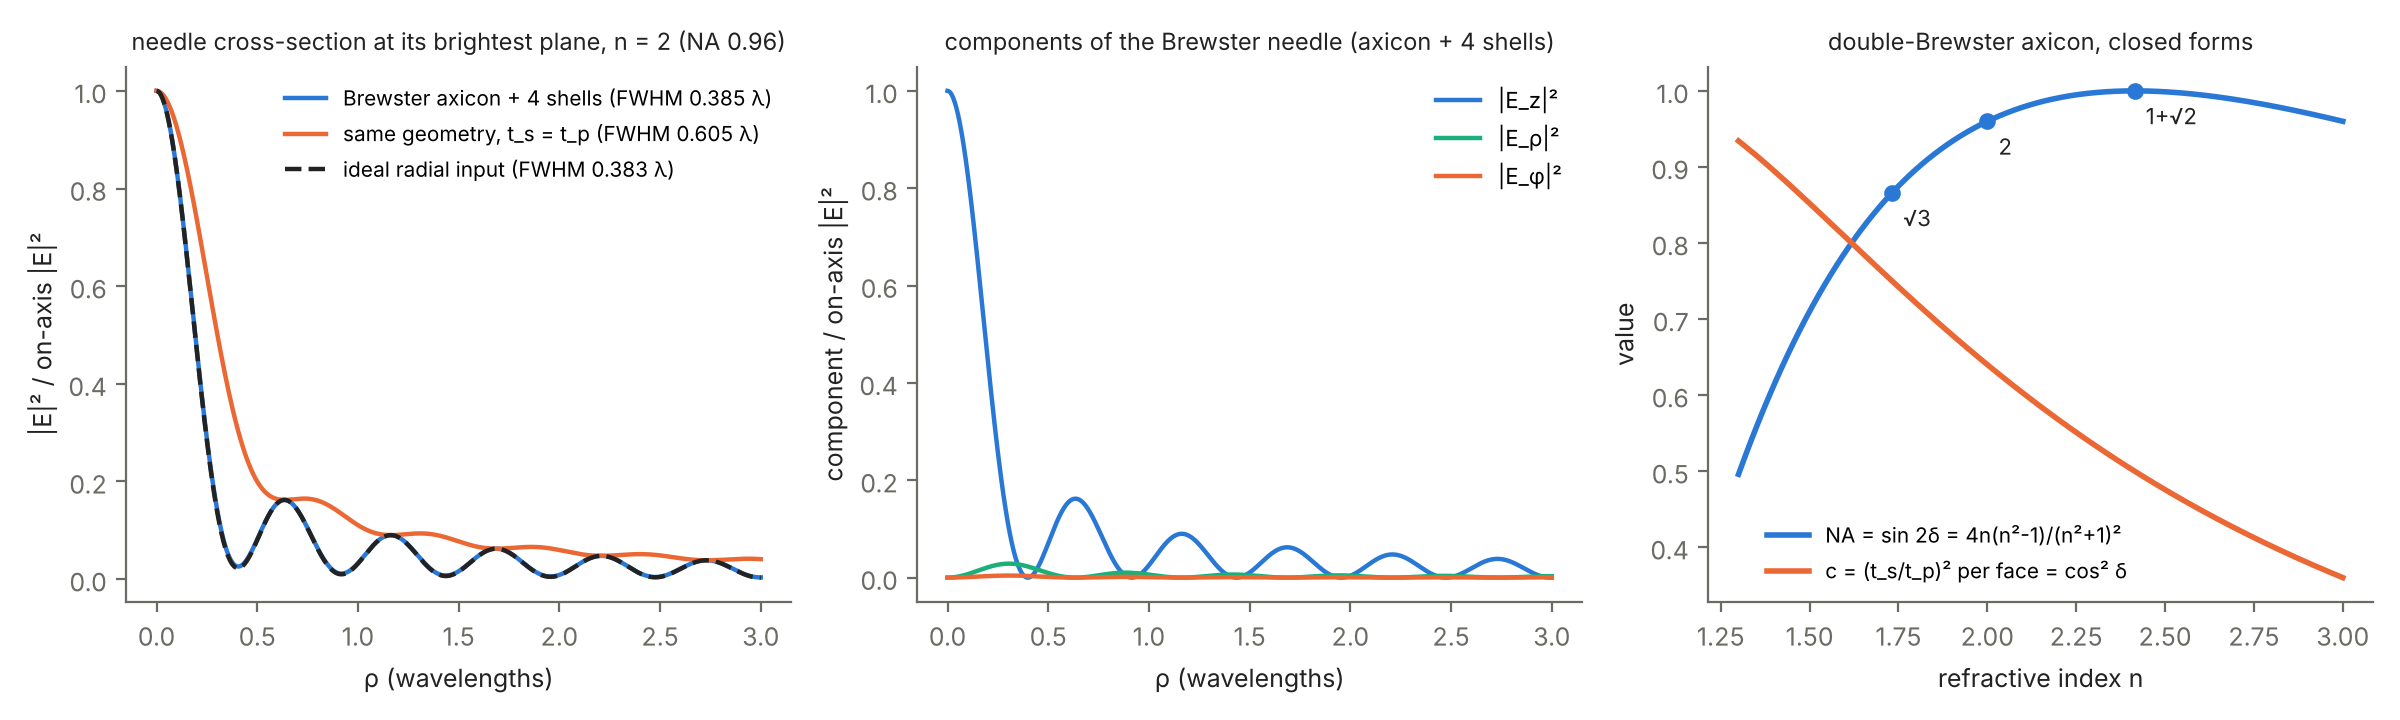 needle cross-section at its brightest plane, n = 2 (NA 0.96)
|E|² / on-axis |E|²
1.0
0.8
0.6
0.4
0.2
0.0
Brewster axicon + 4 shells (FWHM 0.385 λ)
same geometry, t_s = t_p (FWHM 0.605 λ)
ideal radial input (FWHM 0.383 λ)
0.0 0.5 1.0 1.5 2.0 2.5 3.0
ρ (wavelengths)
components of the Brewster needle (axicon + 4 shells)
component / on-axis |E|²
1.0
0.8
0.6
0.4
0.2
0.0
|E_z|²
|E_ρ|²
|E_φ|²
0.0 0.5 1.0 1.5 2.0 2.5 3.0
ρ (wavelengths)
double-Brewster axicon, closed forms
value
1.0
0.9
0.8
0.7
0.6
0.5
0.4
√3
2
1+√2
NA = sin 2δ = 4n(n²-1)/(n²+1)²
c = (t_s/t_p)² per face = cos² δ
1.25 1.50 1.75 2.00 2.25 2.50 2.75 3.00
refractive index n